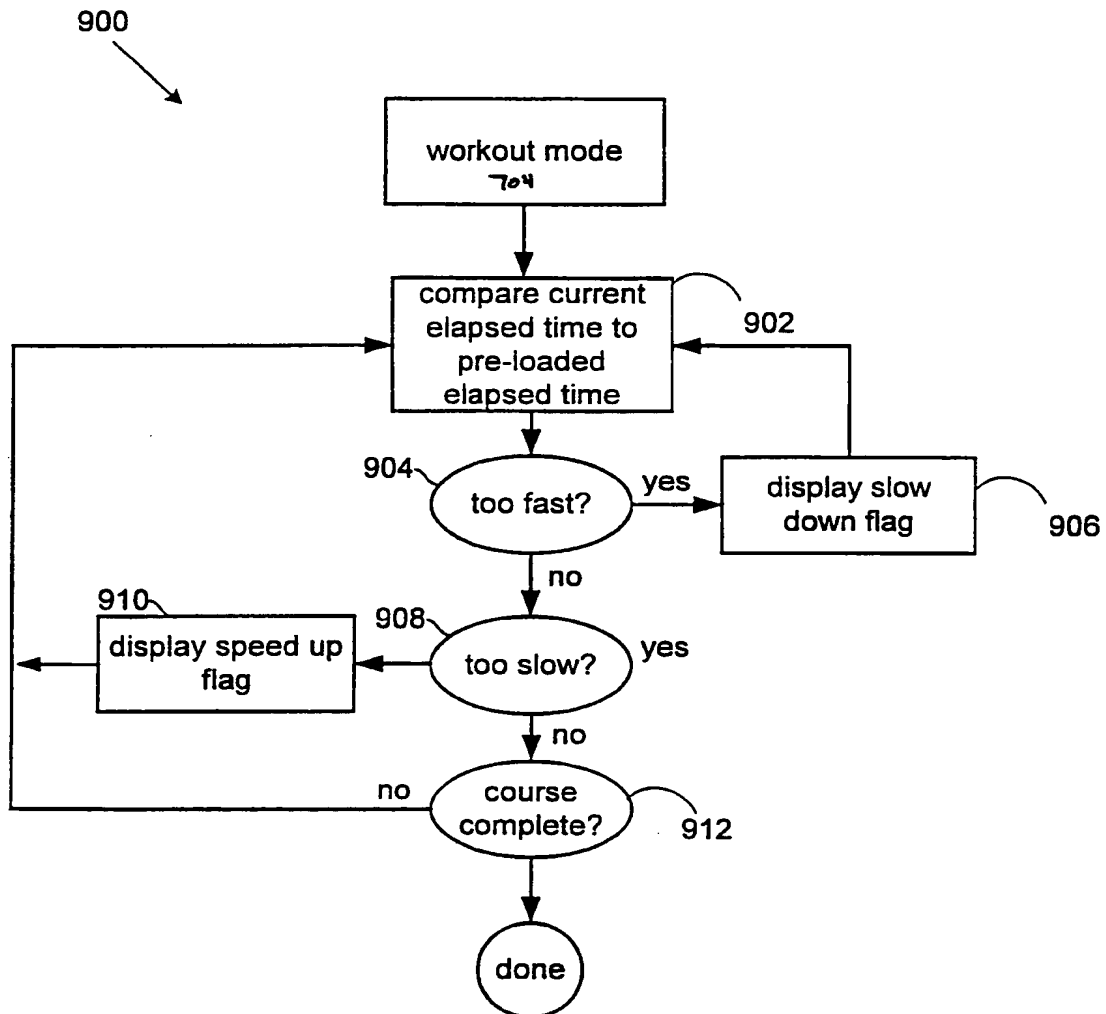 900
workout mode
704
compare current
elapsed time to
pre-loaded
elapsed time
902
904
too fast?
yes
display slow
down flag
906
no
910
display speed up
flag
908
too slow?
yes
no
no
course
complete?
912
done